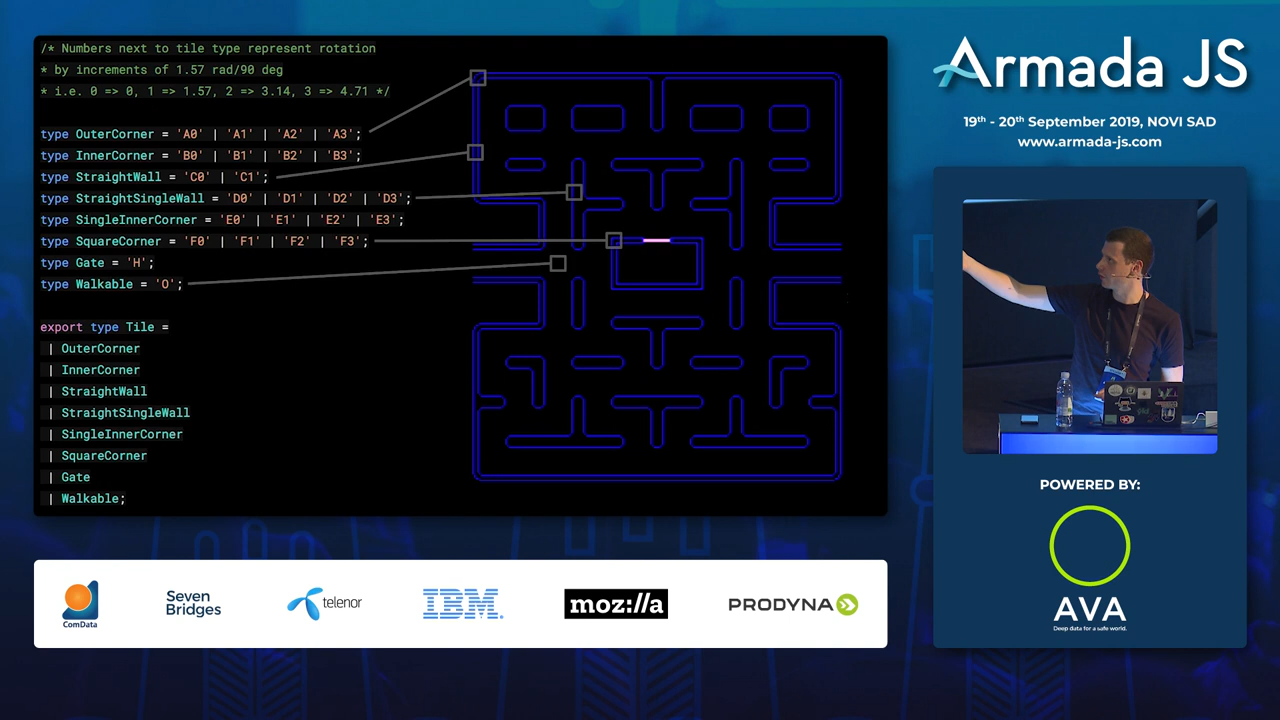 /* Numbers next to tile type represent rotation
* by increments of 1.57 rad/90 deg
* i.e. 0 => 0, 1 => 1.57, 2 => 3.14, 3 => 4.71 */
type OuterCorner = 'A0' | 'A1' | 'A2' | 'A3';
type InnerCorner = 'B0' | 'B1' | 'B2' | 'B3';
type StraightWall = 'C0' | 'C1';
type StraightSingleWall = 'D0' | 'D1' | 'D2' | 'D3';
type SingleInnerCorner = 'E0' | 'E1' | 'E2' | 'E3';
type SquareCorner = 'F0' | 'F1' | 'F2' | 'F3';
type Gate = 'H';
type Walkable = 'O';
export type Tile =
| OuterCorner
| InnerCorner
| StraightWall
| StraightSingleWall
| SingleInnerCorner
| SquareCorner
| Gate
| Walkable;
Armada JS
19th - 20th September 2019, NOVI SAD
www.armada-js.com
POWERED BY:
AVA
Deep data for a safe world.
ComData
Seven
Bridges
telenor
IBM
moz://a
PRODYNA